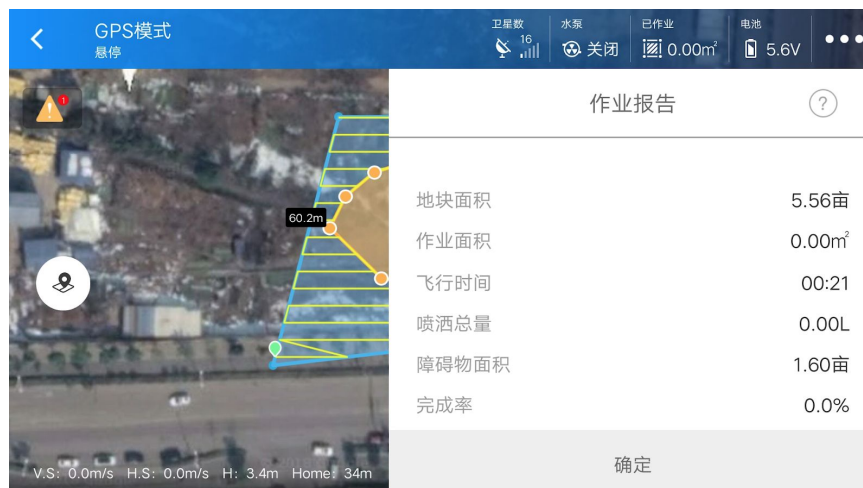 GPS模式
悬停
卫星数
16
水泵
关闭
已作业
0.00㎡
电池
5.6V
1
60.2m
V.S: 0.0m/s H.S: 0.0m/s H: 3.4m Home: 34m
作业报告
?
地块面积 5.56亩
作业面积 0.00㎡
飞行时间 00:21
喷洒总量 0.00L
障碍物面积 1.60亩
完成率 0.0%
确定